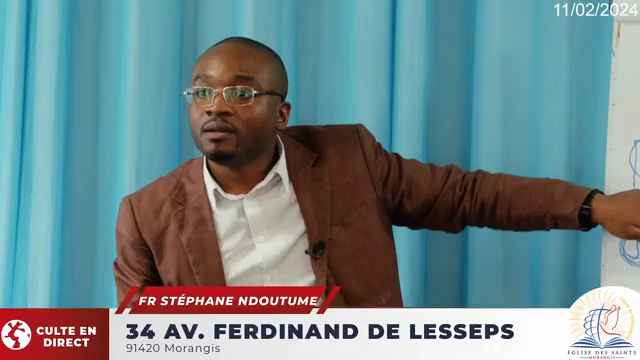 11/02/2024
FR STÉPHANE NDOUTUME
CULTE EN
DIRECT
34 AV. FERDINAND DE LESSEPS
91420 Morangis
ÉGLISE DES SAINTS
MORANGIS